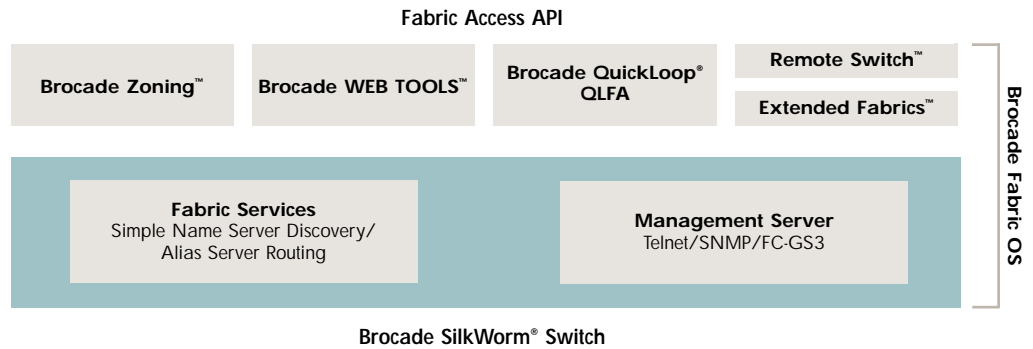 Fabric Access API
Brocade Zoning™
Brocade WEB TOOLS™
Brocade QuickLoop®
QLFA
Remote Switch™
Extended Fabrics™
Brocade Fabric OS
Fabric Services
Simple Name Server Discovery/
Alias Server Routing
Management Server
Telnet/SNMP/FC-GS3
Brocade SilkWorm® Switch